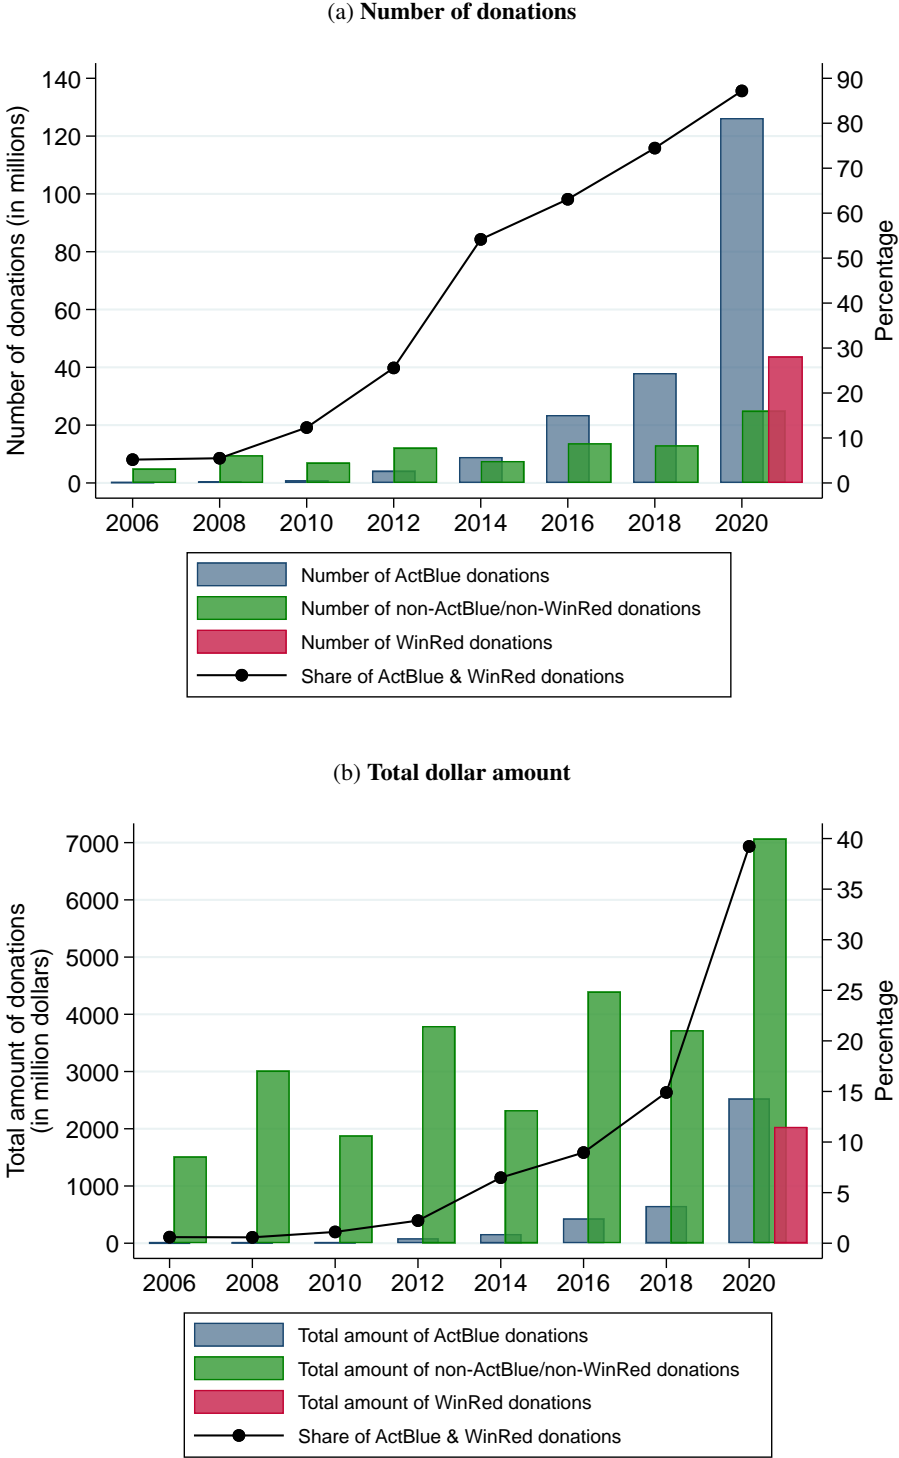 (a) Number of donations
Number of donations (in millions)
140
120
100
80
60
40
20
0
90
80
70
60
50
40
30
20
10
0
Percentage
2006 2008 2010 2012 2014 2016 2018 2020
Number of ActBlue donations
Number of non-ActBlue/non-WinRed donations
Number of WinRed donations
Share of ActBlue & WinRed donations
(b) Total dollar amount
Total amount of donations
(in million dollars)
7000
6000
5000
4000
3000
2000
1000
0
40
35
30
25
20
15
10
5
0
Percentage
2006 2008 2010 2012 2014 2016 2018 2020
Total amount of ActBlue donations
Total amount of non-ActBlue/non-WinRed donations
Total amount of WinRed donations
Share of ActBlue & WinRed donations